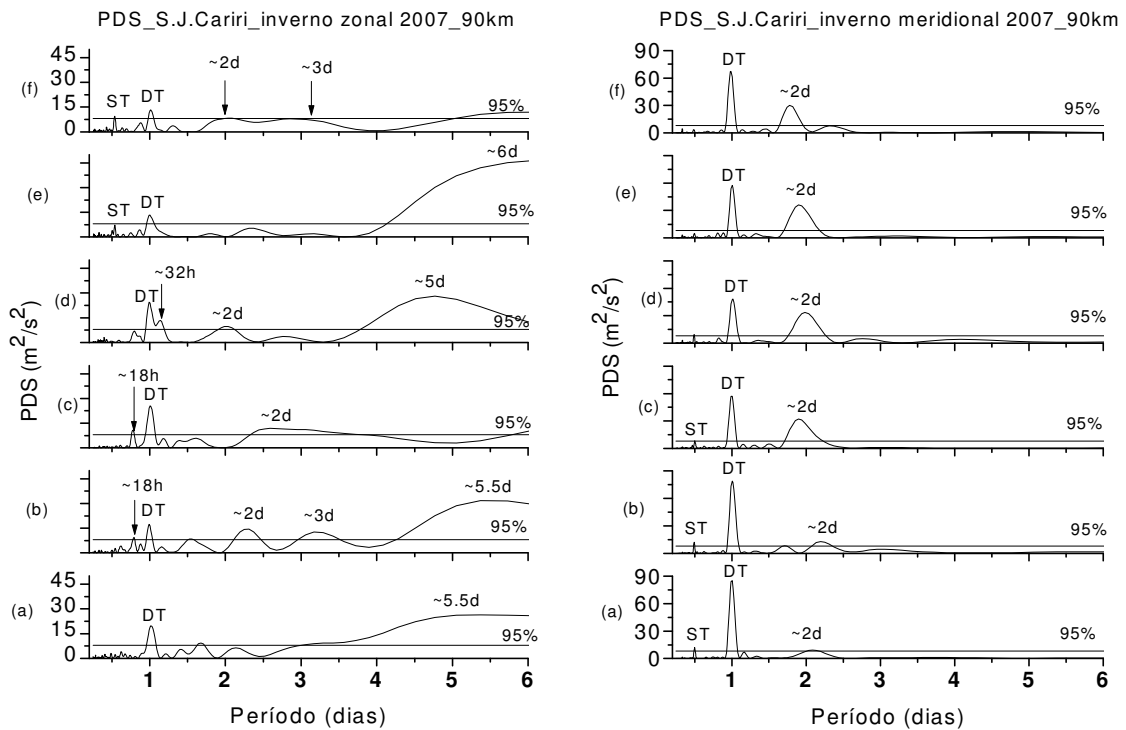 PDS_S.J.Cariri_inverno zonal 2007_90km
PDS (m²/s²)
(f)
45
30
15
0
ST
DT
~2d
~3d
95%
(e)
ST
DT
~6d
95%
(d)
DT
~32h
~2d
~5d
95%
(c)
~18h
DT
~2d
95%
(b)
~18h
DT
~2d
~3d
~5.5d
95%
(a)
45
30
15
0
DT
~5.5d
95%
1 2 3 4 5 6
Período (dias)
PDS_S.J.Cariri_inverno meridional 2007_90km
PDS (m²/s²)
(f)
90
60
30
0
DT
~2d
95%
(e)
DT
~2d
95%
(d)
DT
~2d
95%
(c)
ST
DT
~2d
95%
(b)
ST
DT
~2d
95%
(a)
90
60
30
0
ST
DT
~2d
95%
1 2 3 4 5 6
Período (dias)